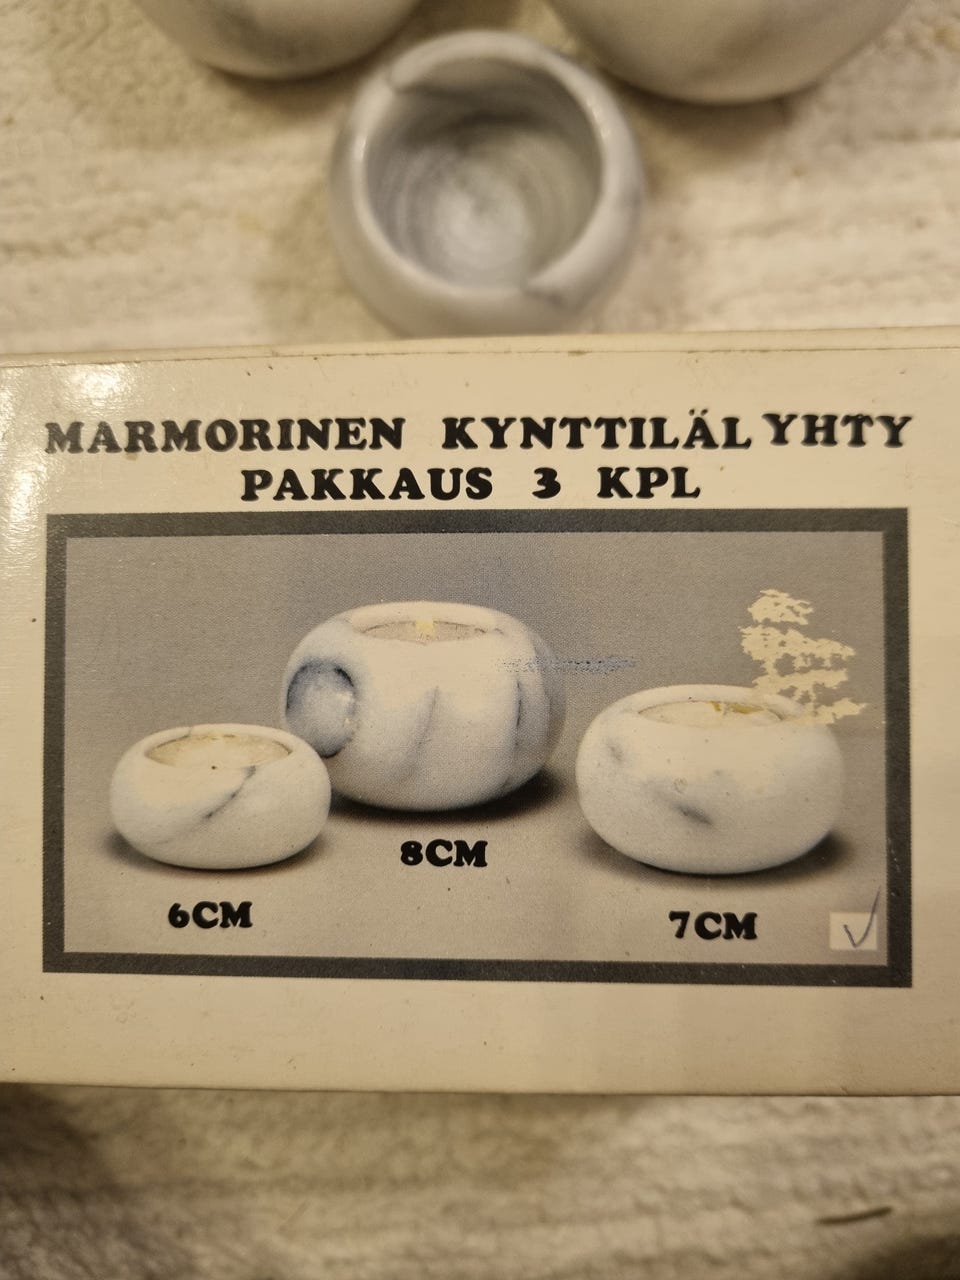 MARMORINEN KYNTTILÄLYHTY
PAKKAUS 3 KPL
8CM
6CM
7CM